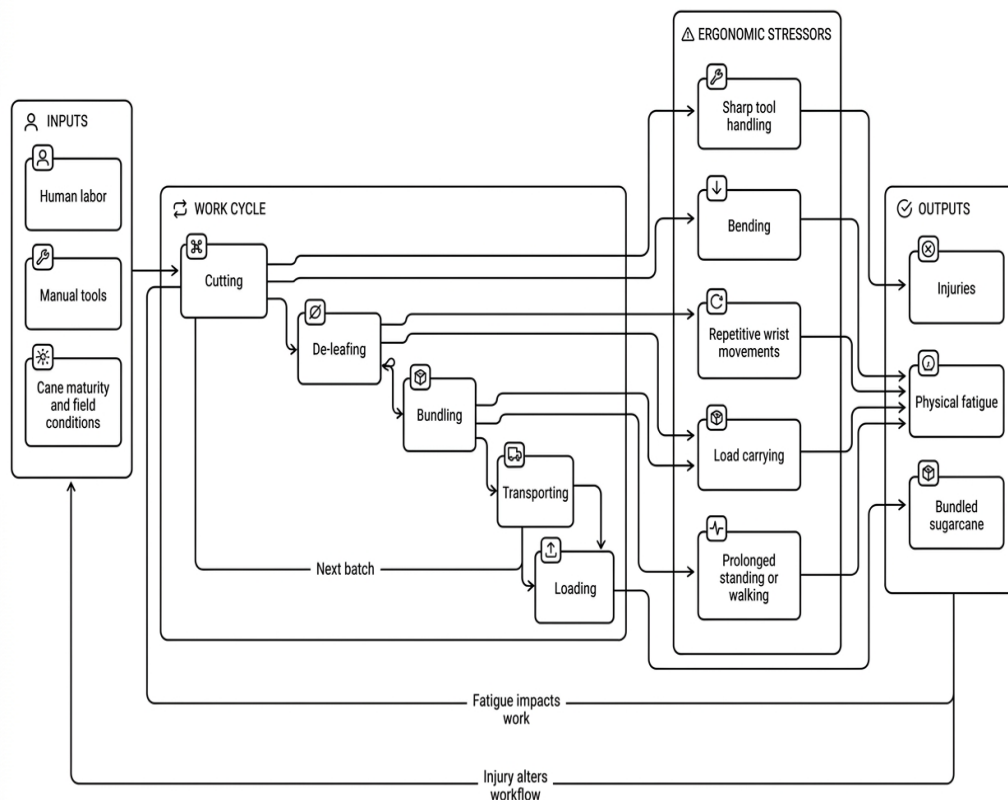 INPUTS
Human labor
Manual tools
Cane maturity
and field
conditions
WORK CYCLE
Cutting
De-leafing
Bundling
Transporting
Loading
Next batch
ERGONOMIC STRESSORS
Sharp tool
handling
Bending
Repetitive wrist
movements
Load carrying
Prolonged
standing or
walking
OUTPUTS
Injuries
Physical fatigue
Bundled
sugarcane
Fatigue impacts
work
Injury alters
workflow